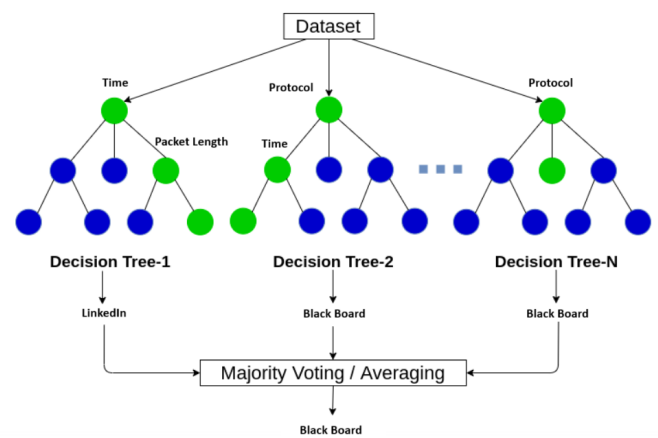 Dataset
Time
Protocol
Protocol
Packet Length
Time
Decision Tree-1
Decision Tree-2
Decision Tree-N
LinkedIn
Black Board
Black Board
Majority Voting / Averaging
Black Board